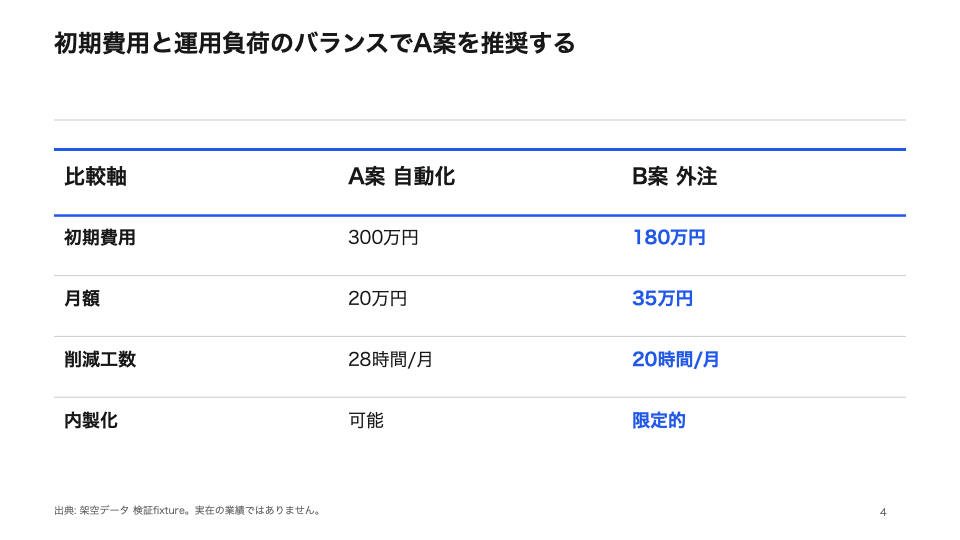 初期費用と運用負荷のバランスでA案を推奨する
比較軸 A案 自動化 B案 外注
初期費用 300万円 180万円
月額 20万円 35万円
削減工数 28時間/月 20時間/月
内製化 可能 限定的
出典: 架空データ 検証fixture。実在の業績ではありません。 4